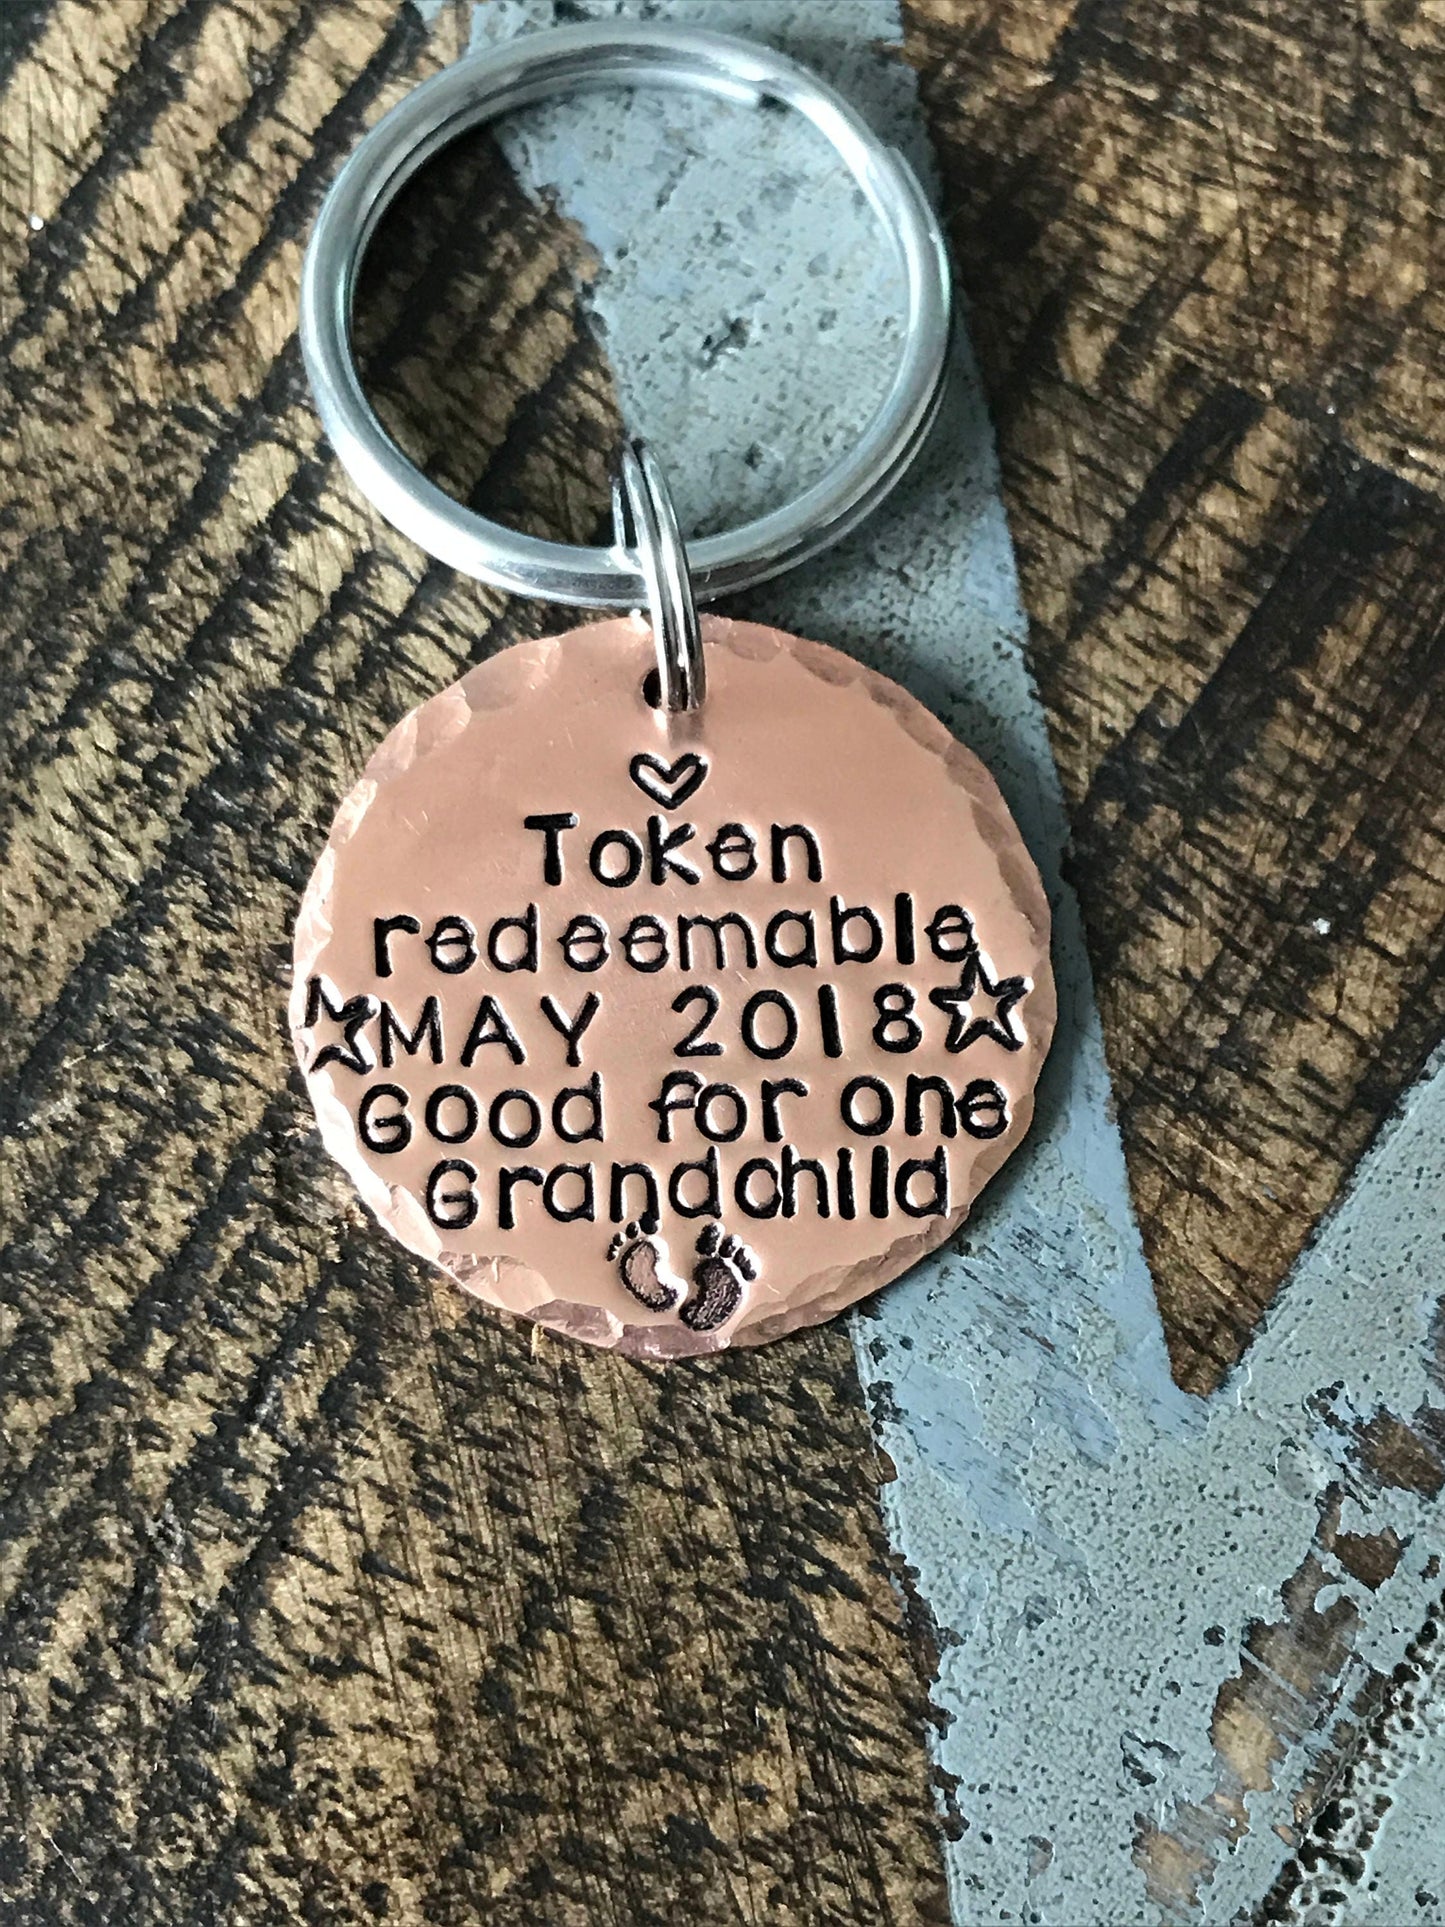 Token
redeemable
MAY 2018
Good for one
Grandchild